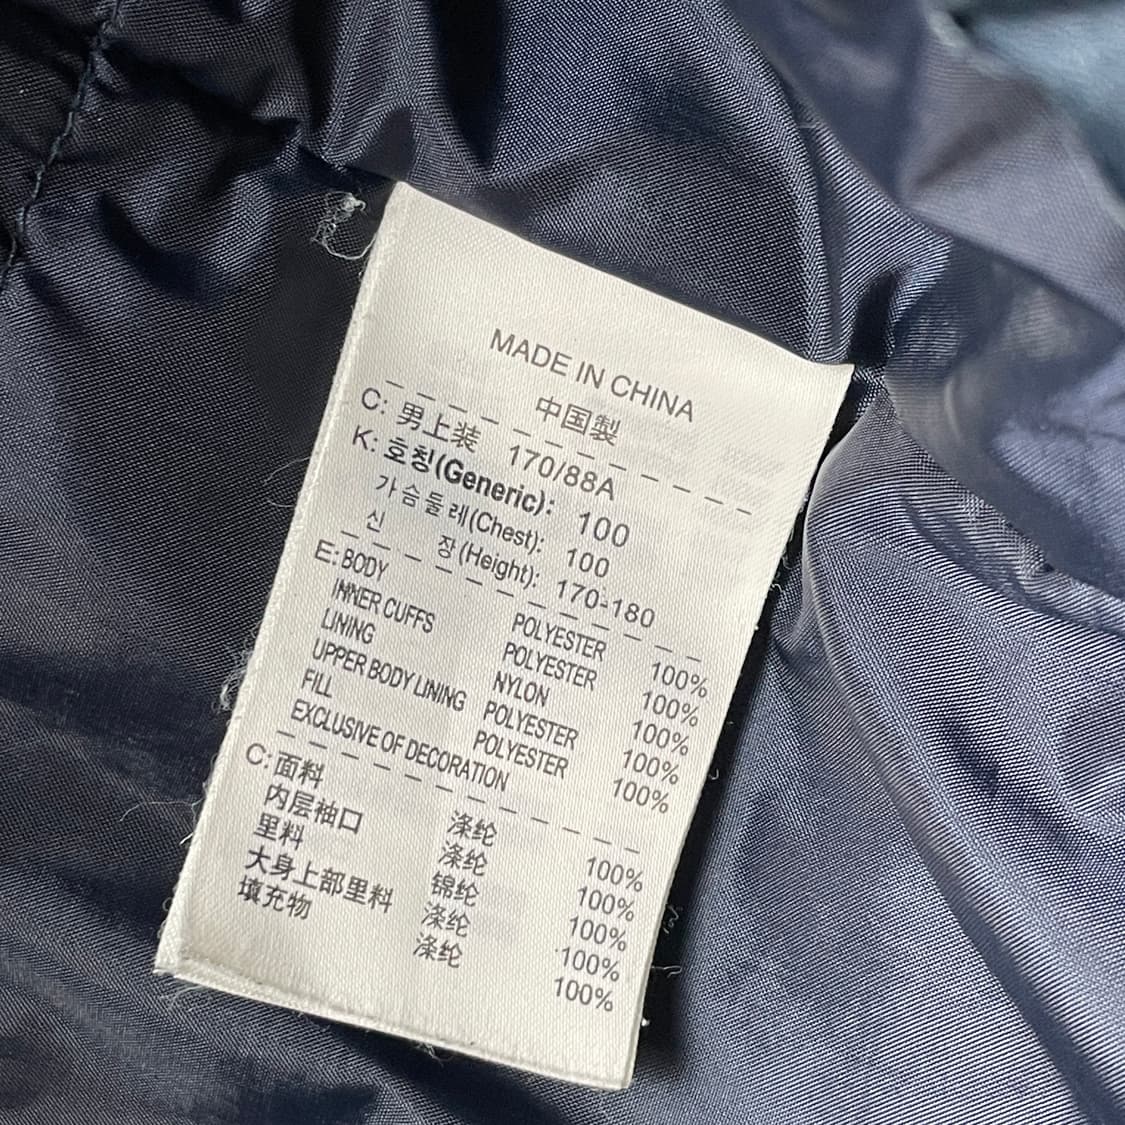 MADE IN CHINA
中国製
C: 男上装 170/88A
K: 호칭(Generic): 100
가슴둘레(Chest): 100
신 장(Height): 170-180
E: BODY POLYESTER 100%
INNER CUFFS POLYESTER 100%
LINING NYLON 100%
UPPER BODY LINING POLYESTER 100%
FILL POLYESTER 100%
EXCLUSIVE OF DECORATION
C: 面料 涤纶 100%
内层袖口 涤纶 100%
里料 锦纶 100%
大身上部里料 涤纶 100%
填充物 涤纶 100%